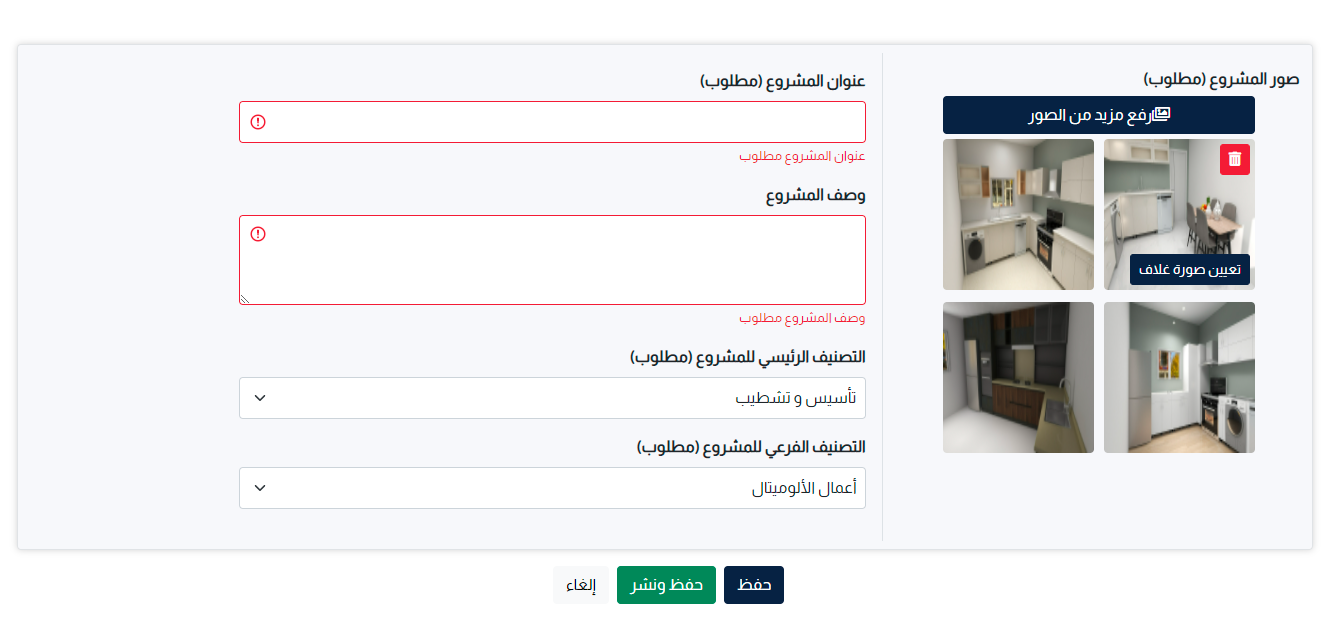 صور المشروع (مطلوب)
رفع مزيد من الصور
تعيين صورة غلاف
عنوان المشروع (مطلوب)
عنوان المشروع مطلوب
وصف المشروع
وصف المشروع مطلوب
التصنيف الرئيسي للمشروع (مطلوب)
تأسيس و تشطيب
التصنيف الفرعي للمشروع (مطلوب)
أعمال الألوميتال
حفظ
حفظ ونشر
إلغاء